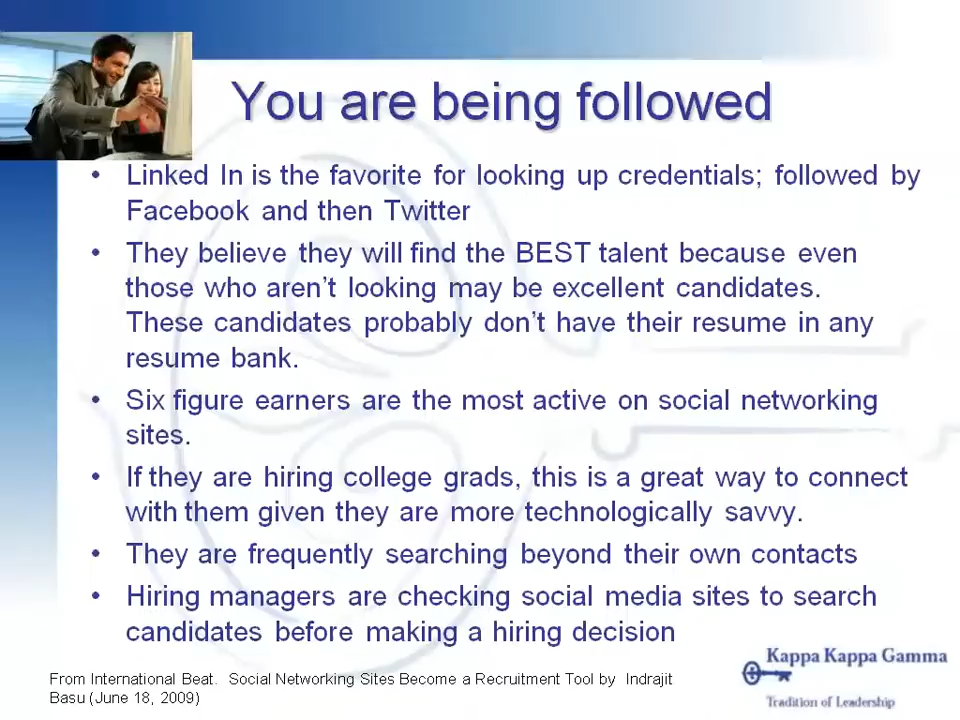 You are being followed
• Linked In is the favorite for looking up credentials; followed by
Facebook and then Twitter
• They believe they will find the BEST talent because even
those who aren’t looking may be excellent candidates.
These candidates probably don’t have their resume in any
resume bank.
• Six figure earners are the most active on social networking
sites.
• If they are hiring college grads, this is a great way to connect
with them given they are more technologically savvy.
• They are frequently searching beyond their own contacts
• Hiring managers are checking social media sites to search
candidates before making a hiring decision
From International Beat. Social Networking Sites Become a Recruitment Tool by Indrajit
Basu (June 18, 2009)
Kappa Kappa Gamma
Tradition of Leadership